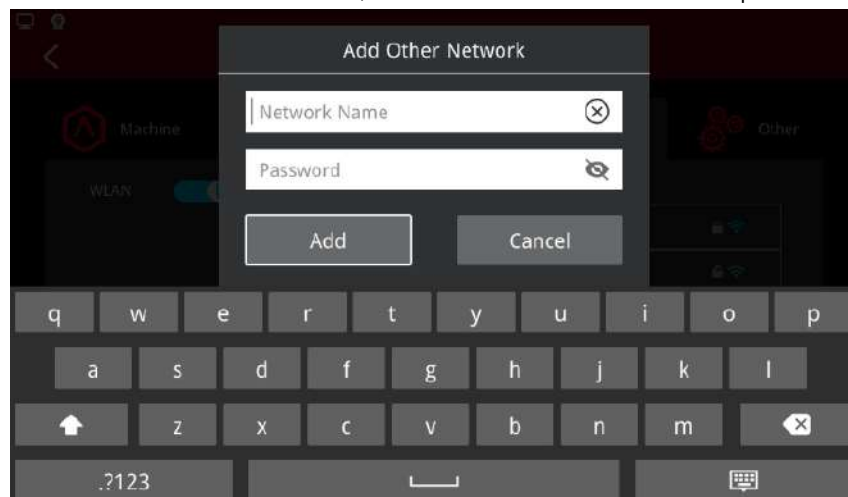 Add Other Network
Network Name
Machine
Other
Password
WLAN
Add
Cancel
q w e r t y u i o p
a s d f g h j k l
z x c v b n m
.?123